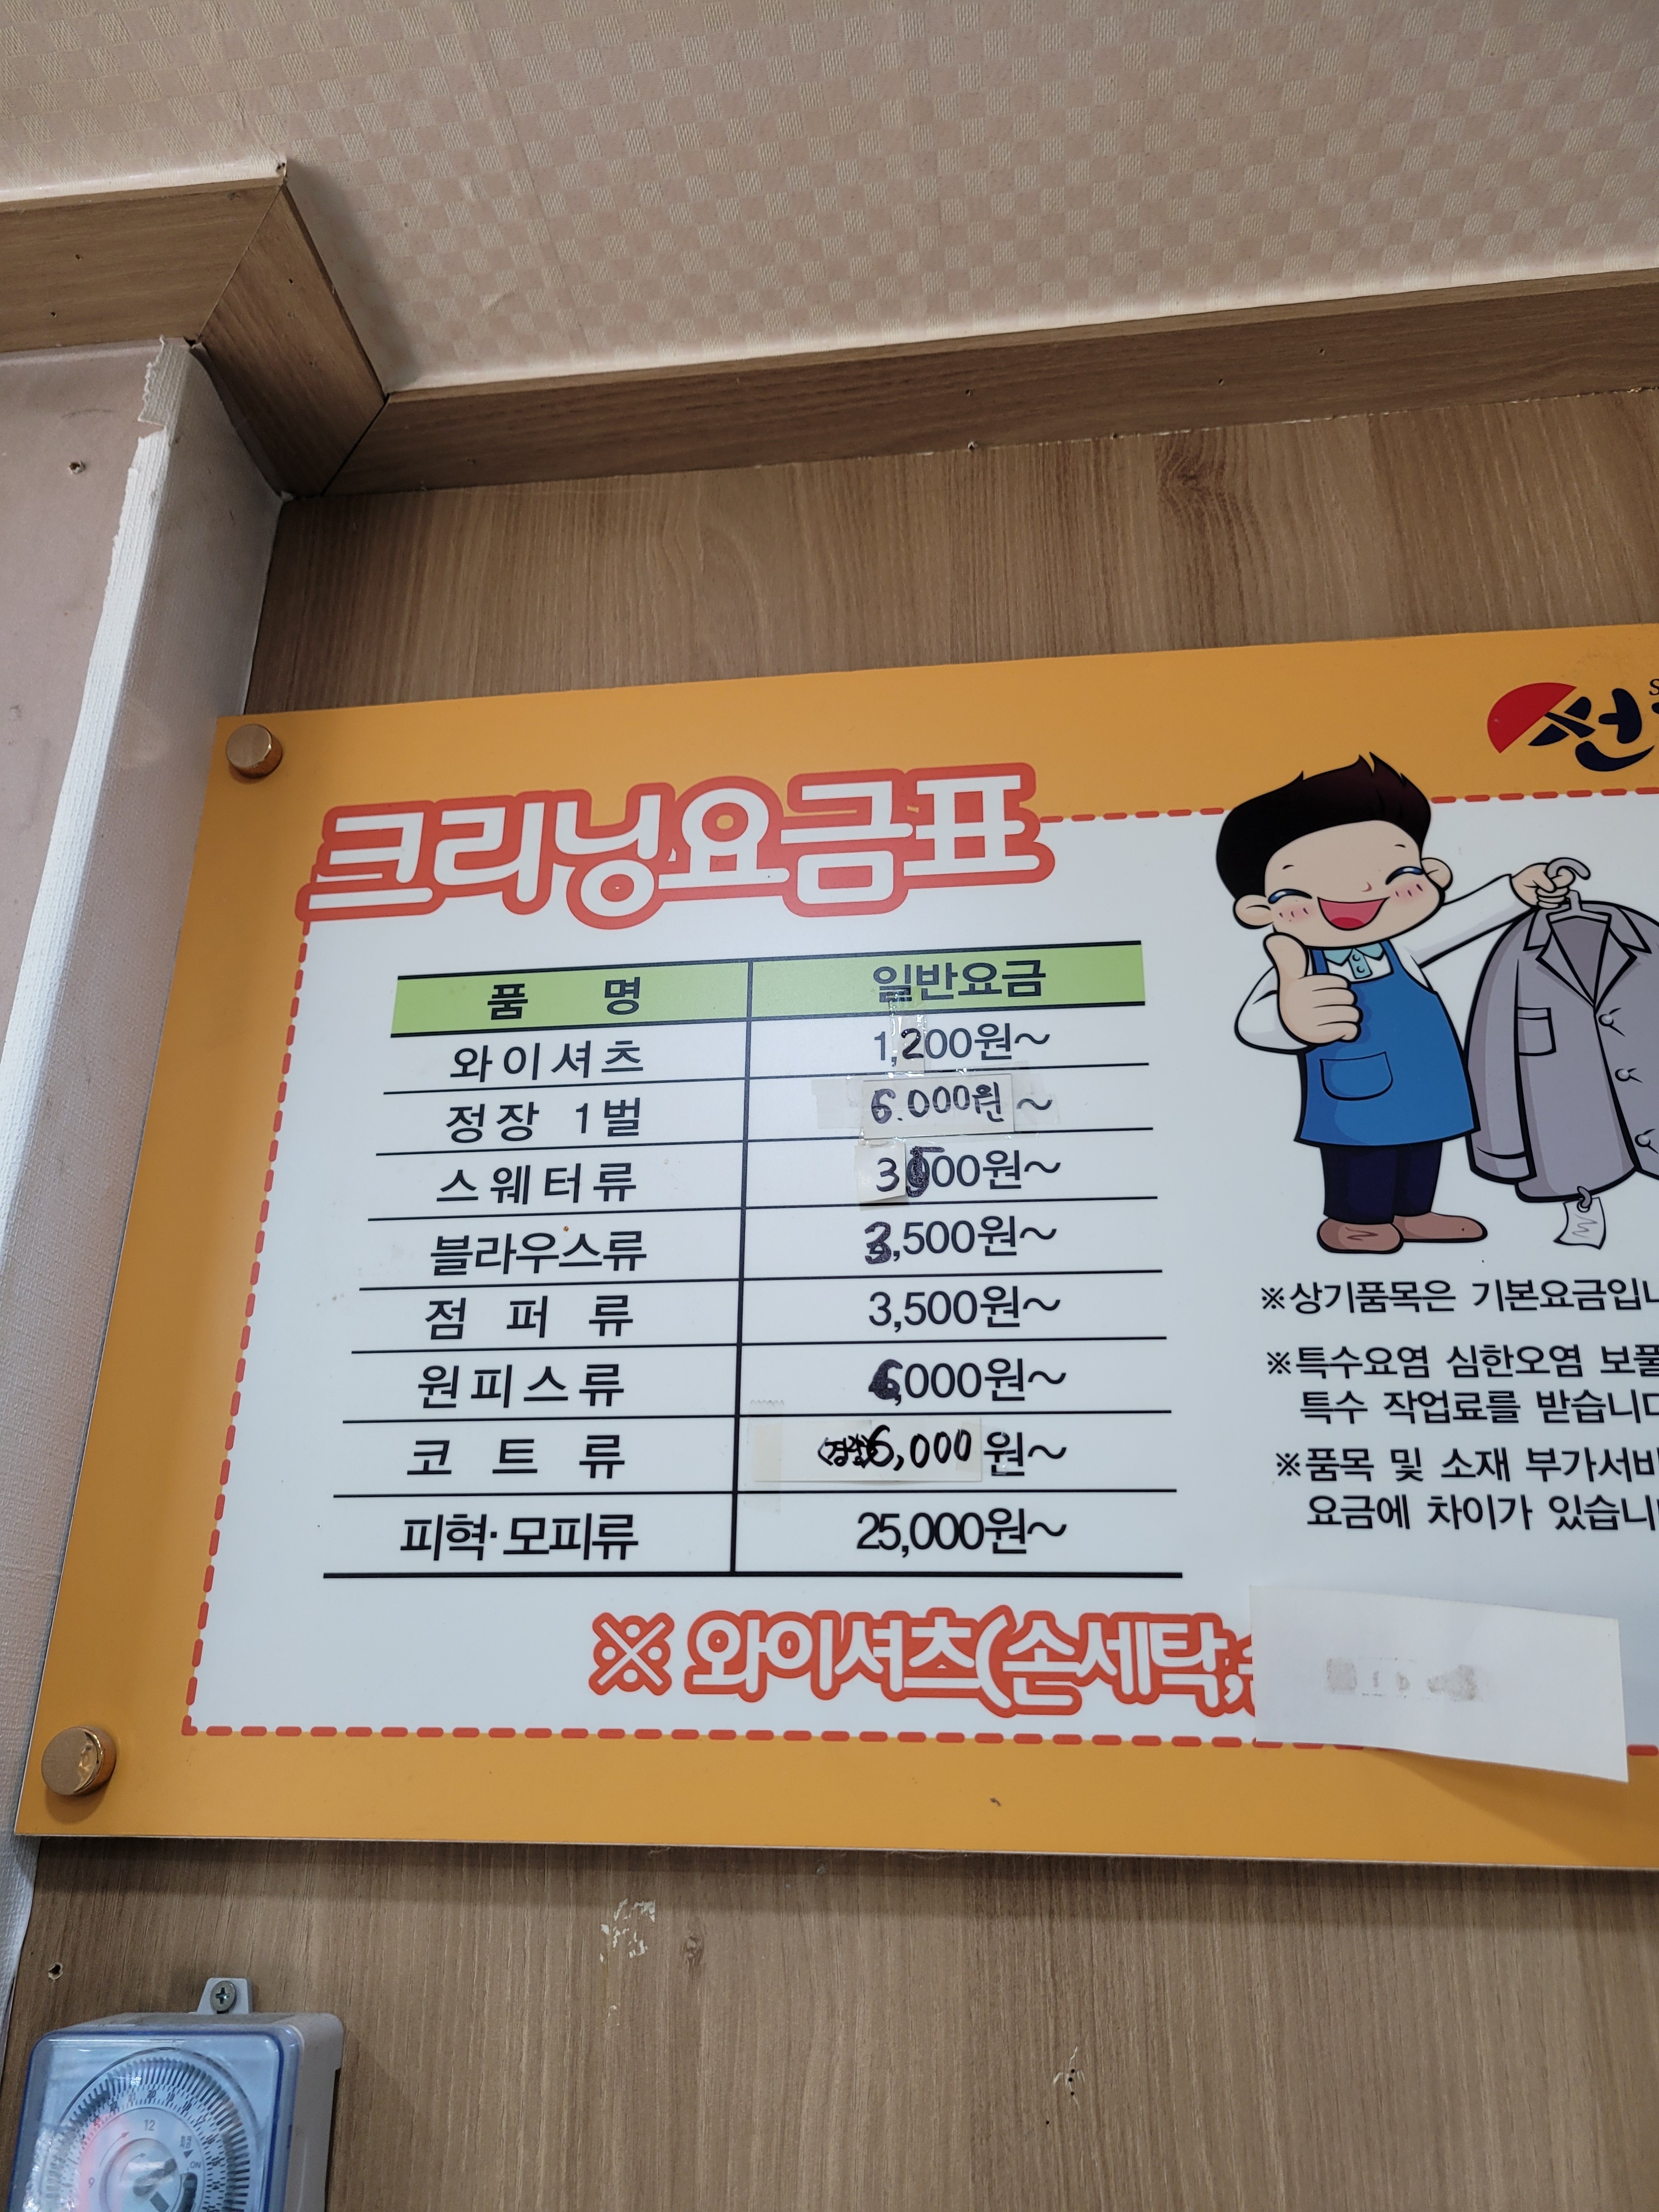 크리닝요금표
품 명 일반요금
와이셔츠 1,200원~
정장 1벌 6.000원 ~
스웨터류 3500원~
블라우스류 3,500원~
점 퍼 류 3,500원~
원피스류 6,000원~
코 트 류 6,000 원~
피혁·모피류 25,000원~
※상기품목은 기본요금입니
※특수요염 심한오염 보풀
특수 작업료를 받습니다
※품목 및 소재 부가서비
요금에 차이가 있습니
※ 와이셔츠(손세탁,
12
9